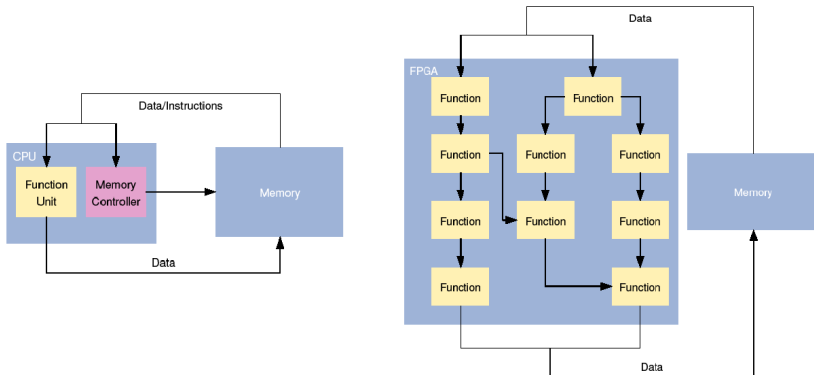 Data/Instructions
CPU
Function
Unit
Memory
Controller
Memory
Data
Data
FPGA
Function
Function
Function
Function
Function
Function
Function
Function
Function
Function
Memory
Data